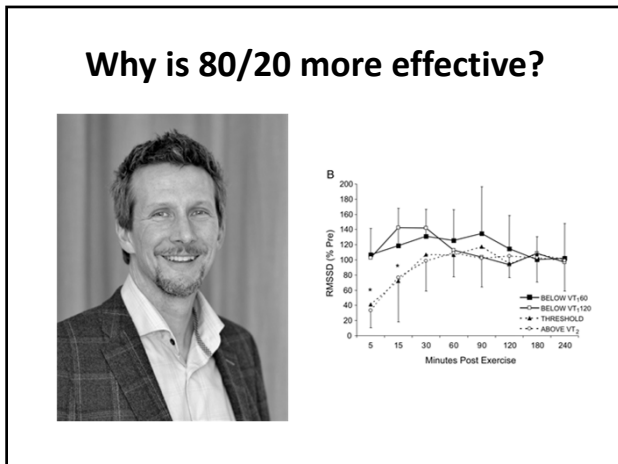 Why is 80/20 more effective?
B
200
180
160
140
120
100
80
60
40
20
0
RMSSD (% Pre)
*
*
BELOW VT₁60
BELOW VT₁120
THRESHOLD
ABOVE VT₂
5 15 30 60 90 120 180 240
Minutes Post Exercise